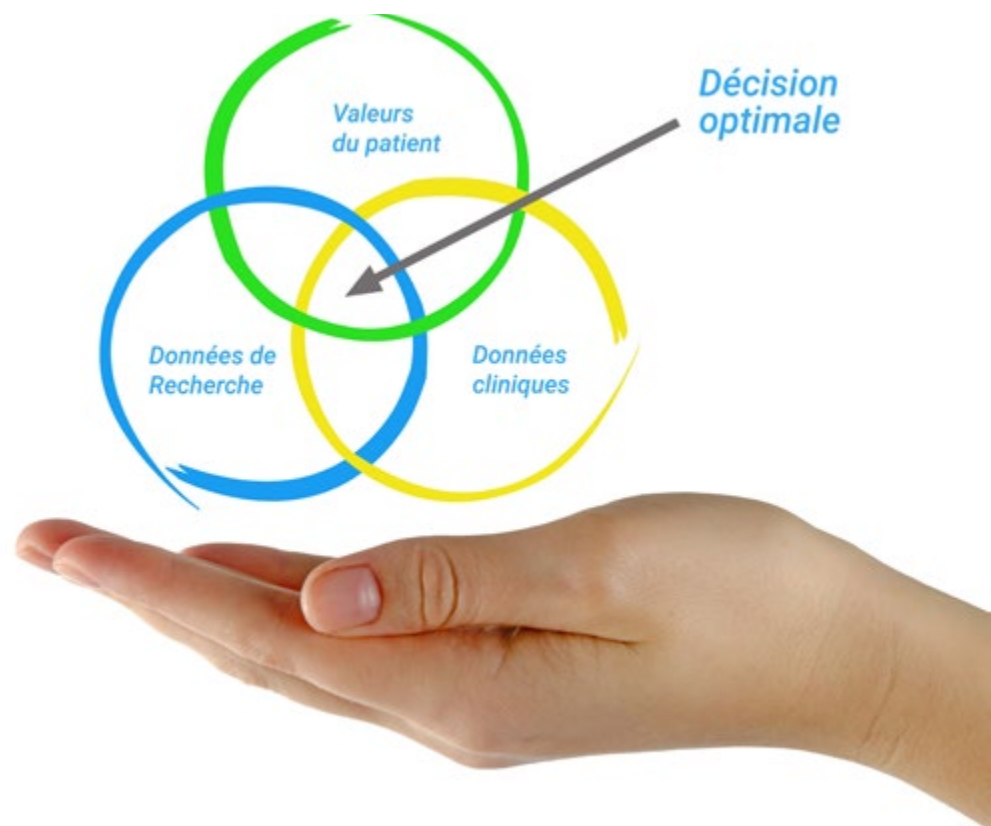 Valeurs
du patient
Décision
optimale
Données de
Recherche
Données
cliniques